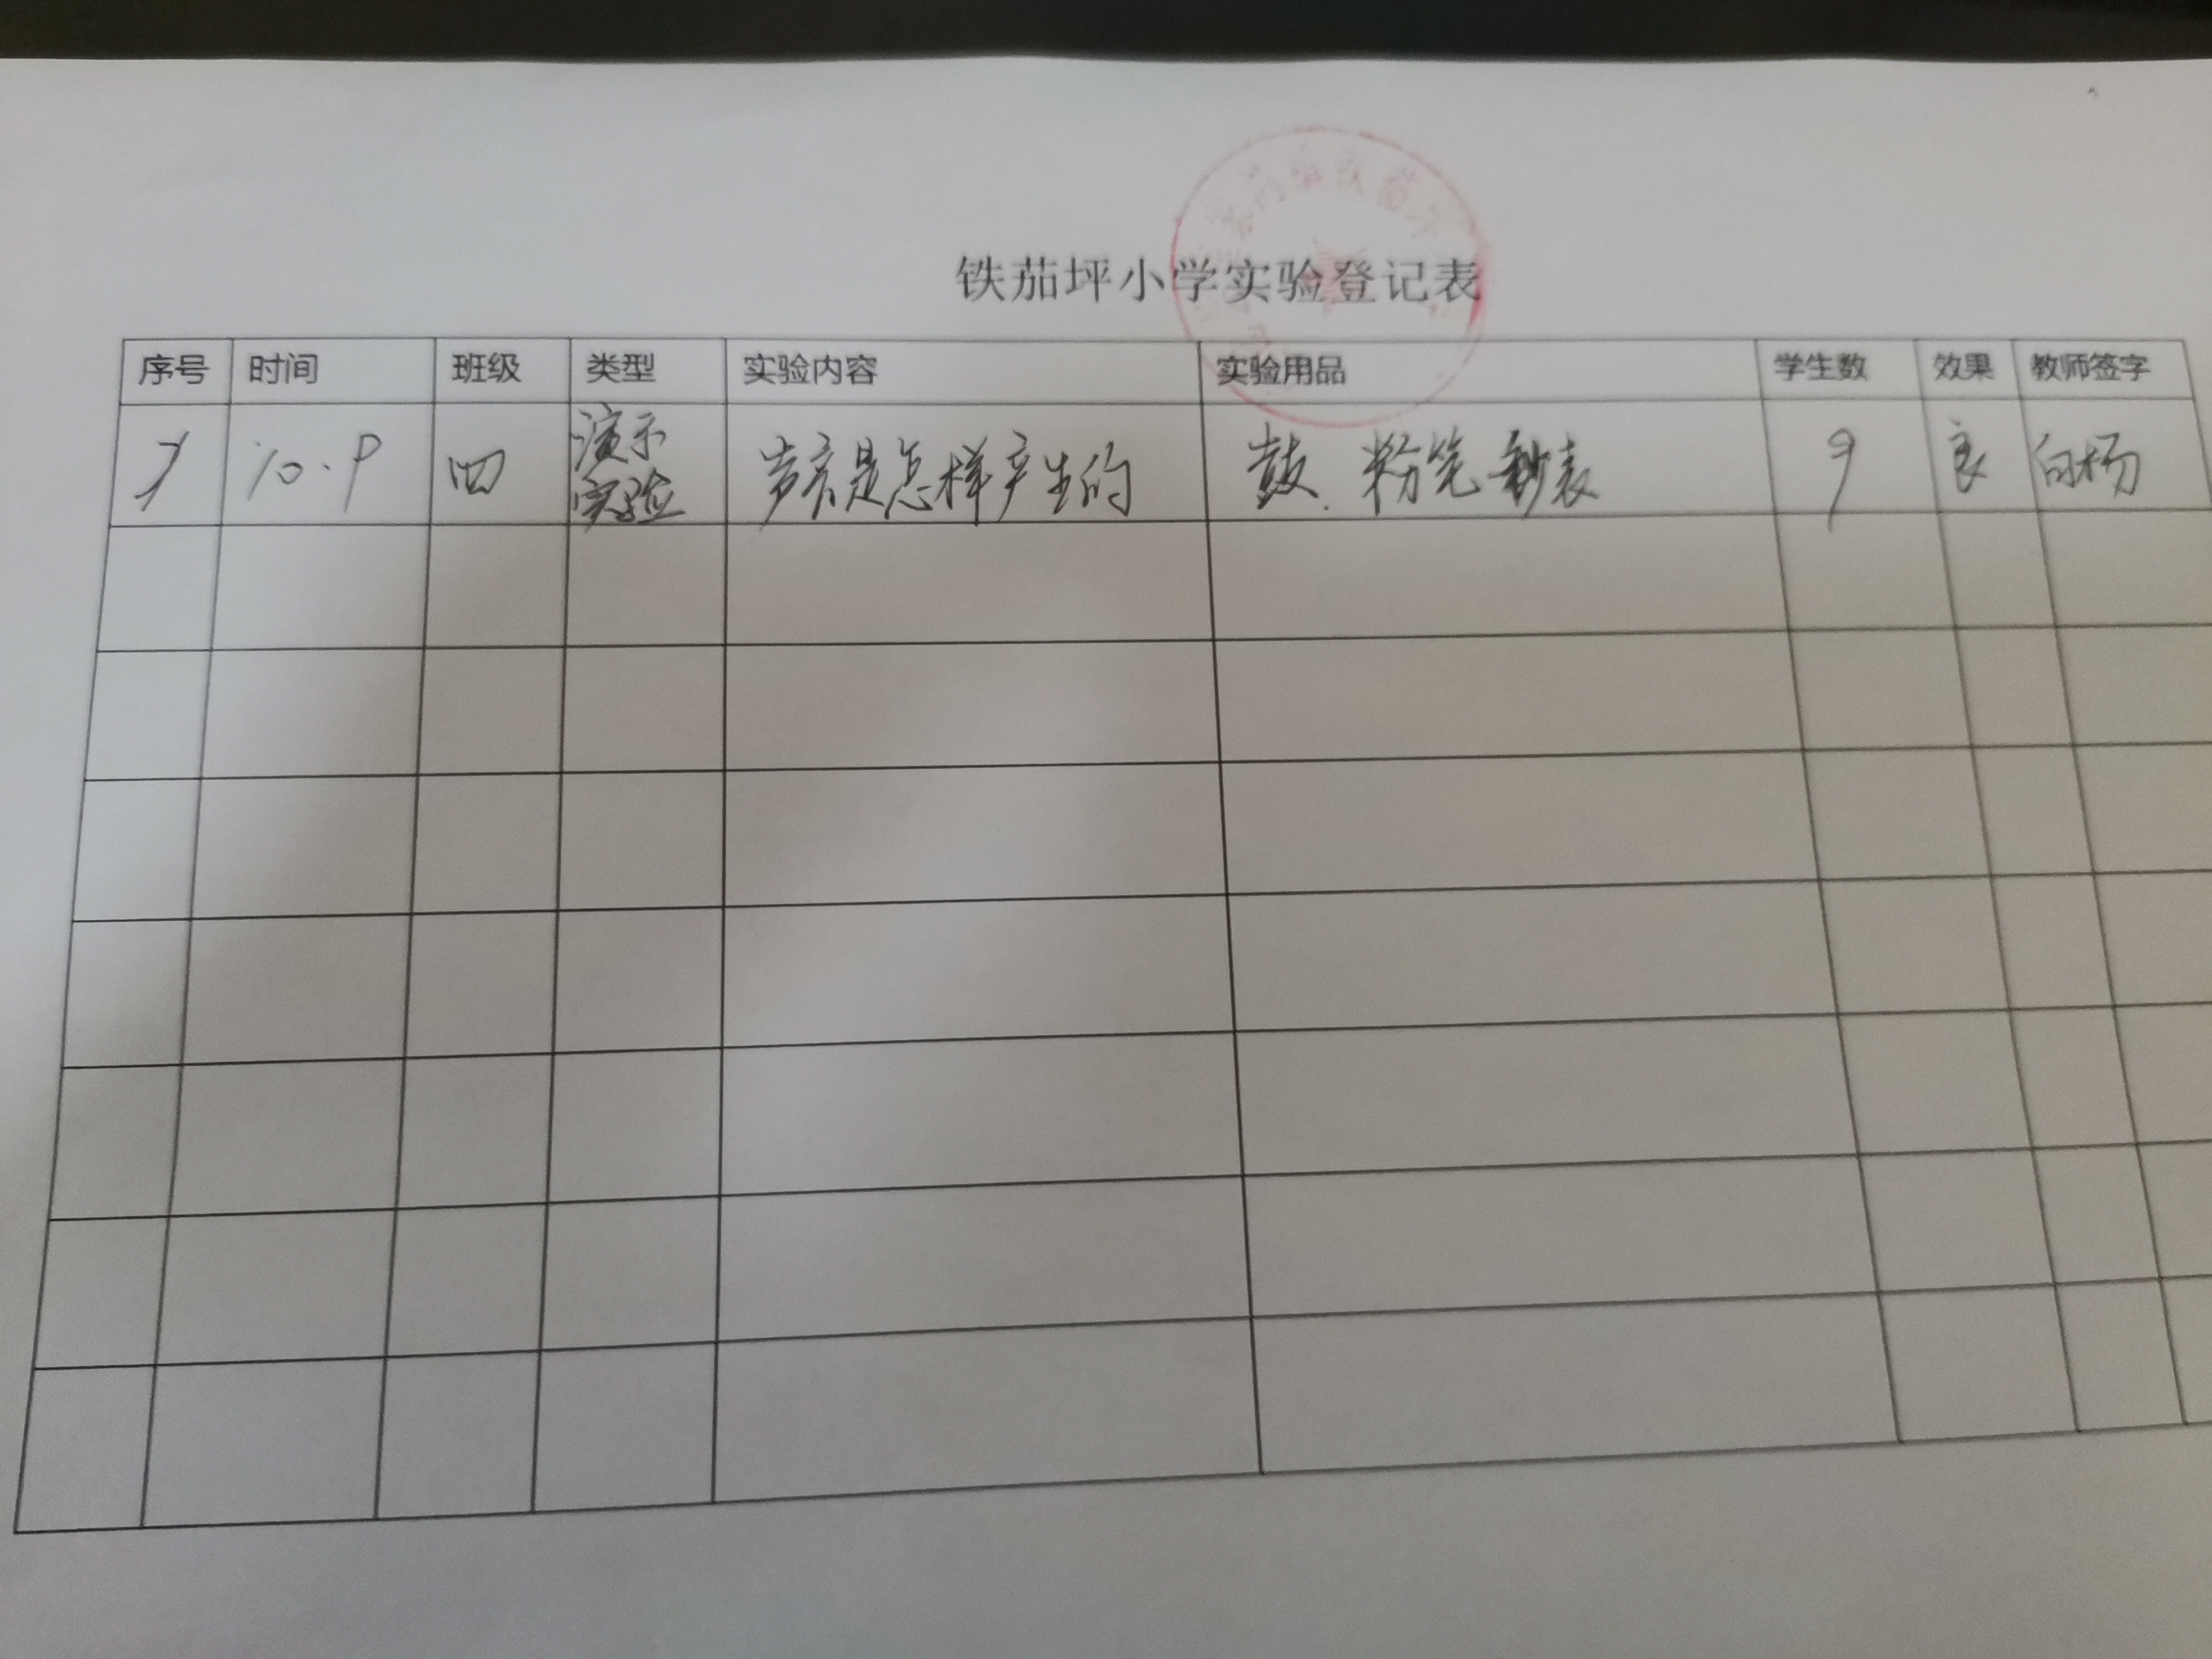 铁茄坪小学实验登记表
序号 时间 班级 类型 实验内容 实验用品 学生数 效果 教师签字
1 10.9 四 演示实验 声音是怎样产生的 鼓、粉笔 秒表 9 良 白杨